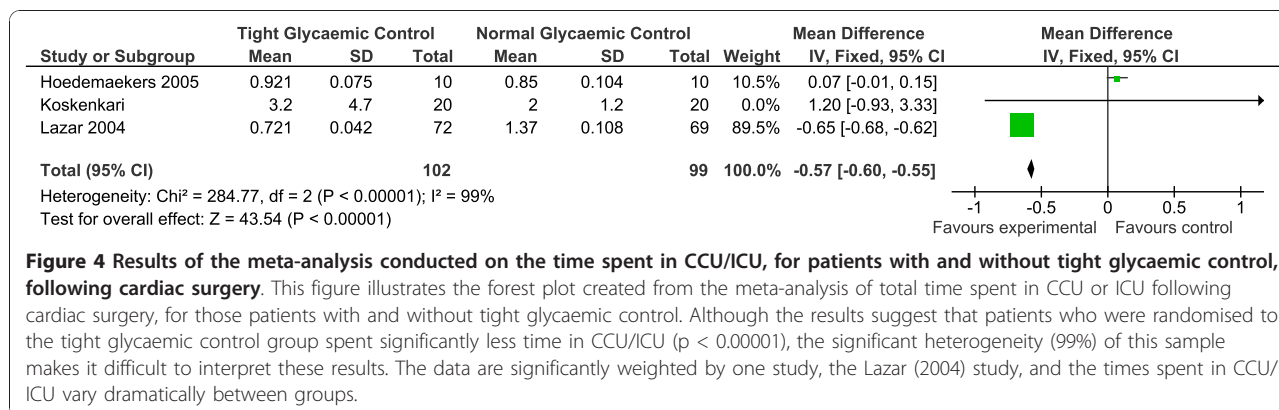 Tight Glycaemic Control Normal Glycaemic Control Mean Difference Mean Difference
Study or Subgroup Mean SD Total Mean SD Total Weight IV, Fixed, 95% CI IV, Fixed, 95% CI
Hoedemaekers 2005 0.921 0.075 10 0.85 0.104 10 10.5% 0.07 [-0.01, 0.15]
Koskenkari 3.2 4.7 20 2 1.2 20 0.0% 1.20 [-0.93, 3.33]
Lazar 2004 0.721 0.042 72 1.37 0.108 69 89.5% -0.65 [-0.68, -0.62]
Total (95% CI) 102 99 100.0% -0.57 [-0.60, -0.55]
Heterogeneity: Chi² = 284.77, df = 2 (P < 0.00001); I² = 99%
Test for overall effect: Z = 43.54 (P < 0.00001)
-1 -0.5 0 0.5 1
Favours experimental Favours control
Figure 4 Results of the meta-analysis conducted on the time spent in CCU/ICU, for patients with and without tight glycaemic control,
following cardiac surgery. This figure illustrates the forest plot created from the meta-analysis of total time spent in CCU or ICU following
cardiac surgery, for those patients with and without tight glycaemic control. Although the results suggest that patients who were randomised to
the tight glycaemic control group spent significantly less time in CCU/ICU (p < 0.00001), the significant heterogeneity (99%) of this sample
makes it difficult to interpret these results. The data are significantly weighted by one study, the Lazar (2004) study, and the times spent in CCU/
ICU vary dramatically between groups.